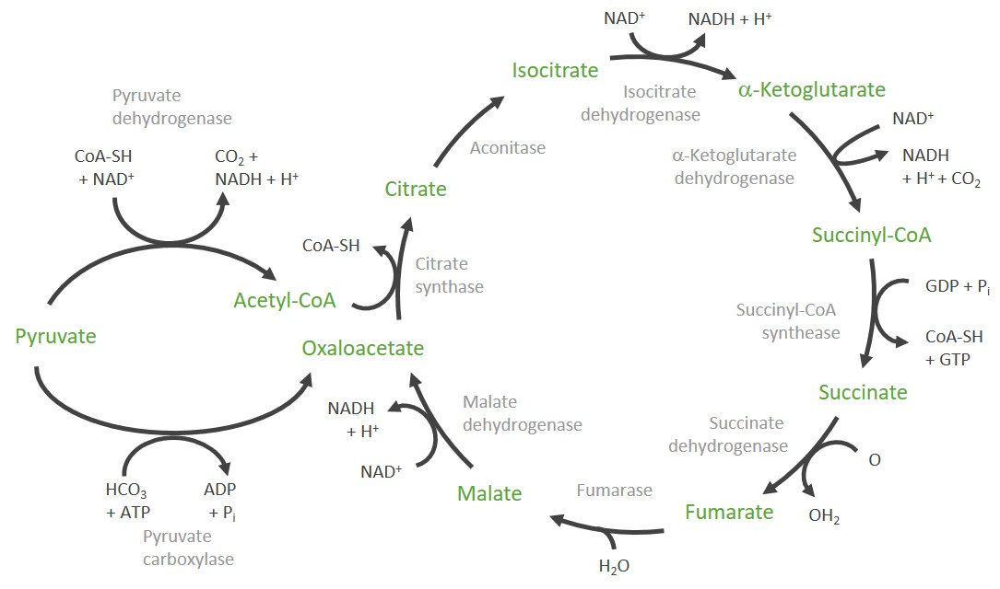 NAD⁺
NADH + H⁺
Isocitrate
α-Ketoglutarate
Isocitrate
dehydrogenase
Pyruvate
dehydrogenase
CoA-SH
+ NAD⁺
CO₂ +
NADH + H⁺
Aconitase
NAD⁺
α-Ketoglutarate
dehydrogenase
NADH
+ H⁺ + CO₂
Citrate
CoA-SH
Citrate
synthase
Succinyl-CoA
Acetyl-CoA
GDP + Pᵢ
Succinyl-CoA
synthease
CoA-SH
+ GTP
Pyruvate
Oxaloacetate
Succinate
NADH
+ H⁺
Malate
dehydrogenase
NAD⁺
Succinate
dehydrogenase
O
OH₂
HCO₃
+ ATP
ADP
+ Pᵢ
Pyruvate
carboxylase
Malate
Fumarase
Fumarate
H₂O